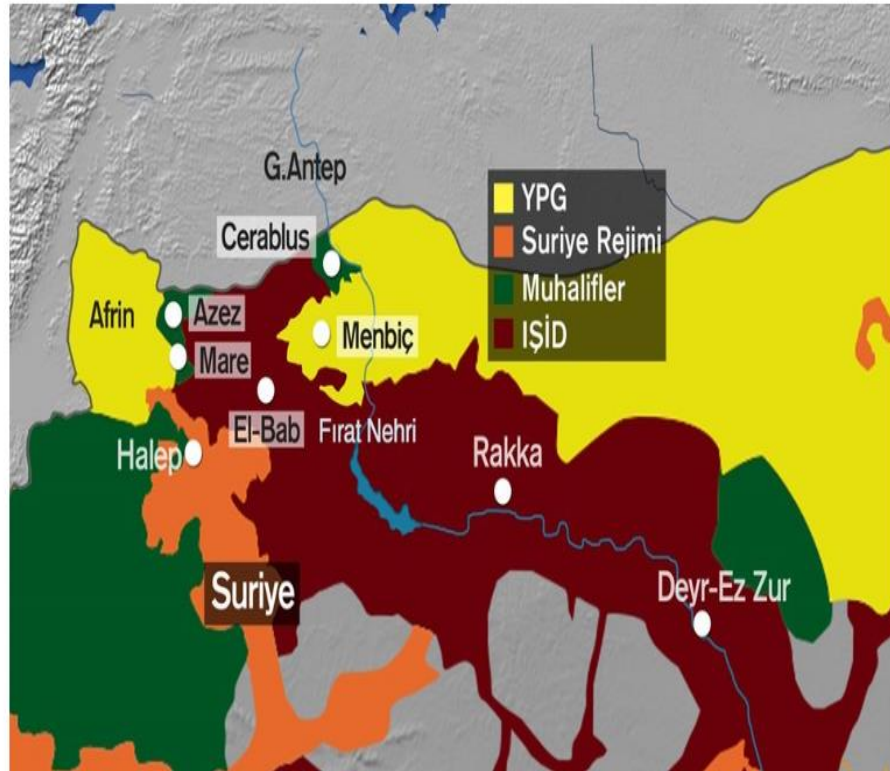 G.Antep
YPG
Suriye Rejimi
Muhalifler
IŞİD
Cerablus
Afrin
Azez
Menbiç
Mare
El-Bab
Fırat Nehri
Halep
Rakka
Suriye
Deyr-Ez Zur